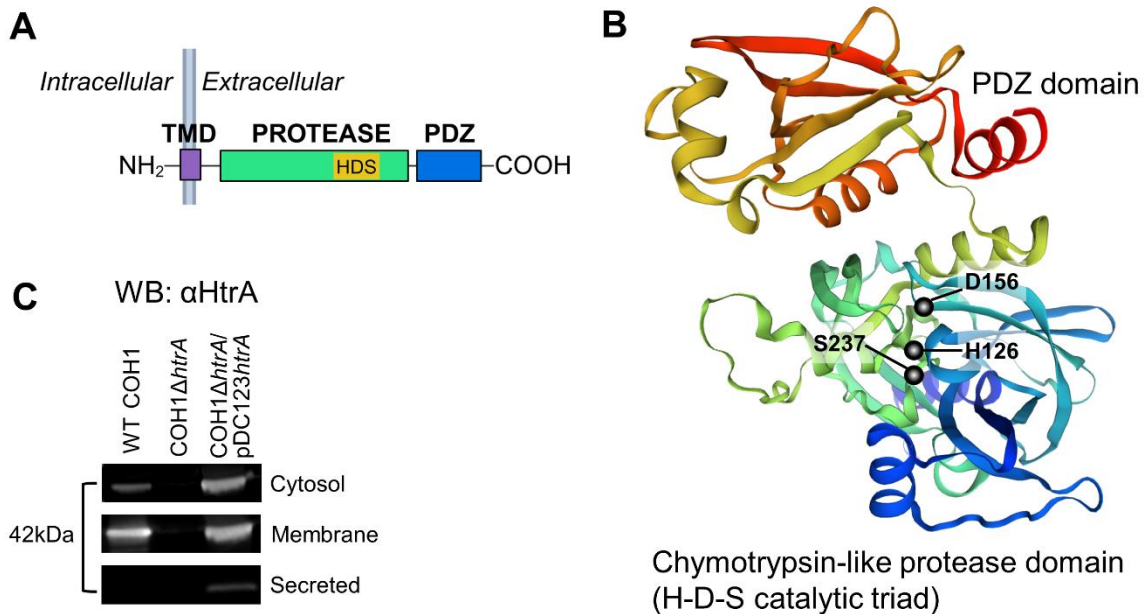 A
Intracellular Extracellular
TMD PROTEASE PDZ
NH₂ HDS COOH
B
PDZ domain
D156
S237 H126
Chymotrypsin-like protease domain
(H-D-S catalytic triad)
C
WB: αHtrA
WT COH1
COH1ΔhtrA
COH1ΔhtrA/
pDC123htrA
42kDa
Cytosol
Membrane
Secreted